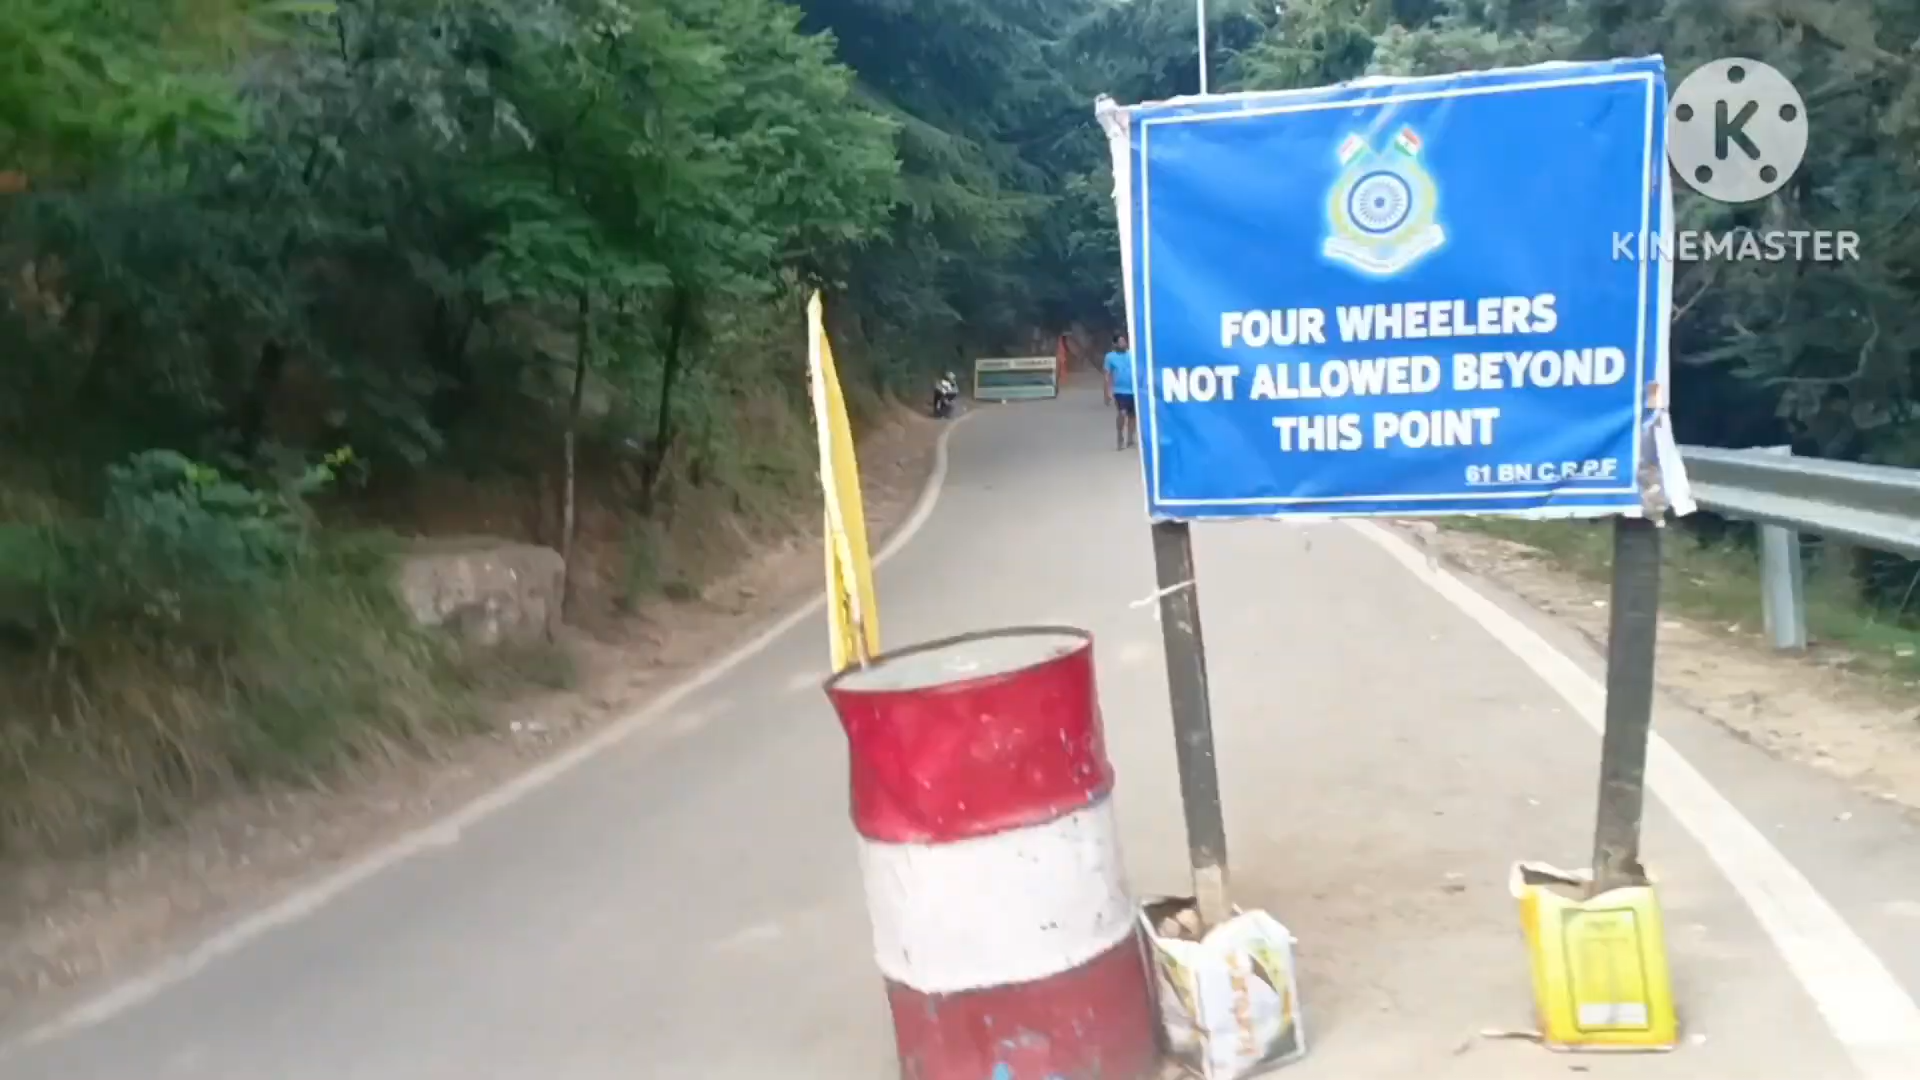 FOUR WHEELERS
NOT ALLOWED BEYOND
THIS POINT
61 BN C.R.P.F
K
KINEMASTER